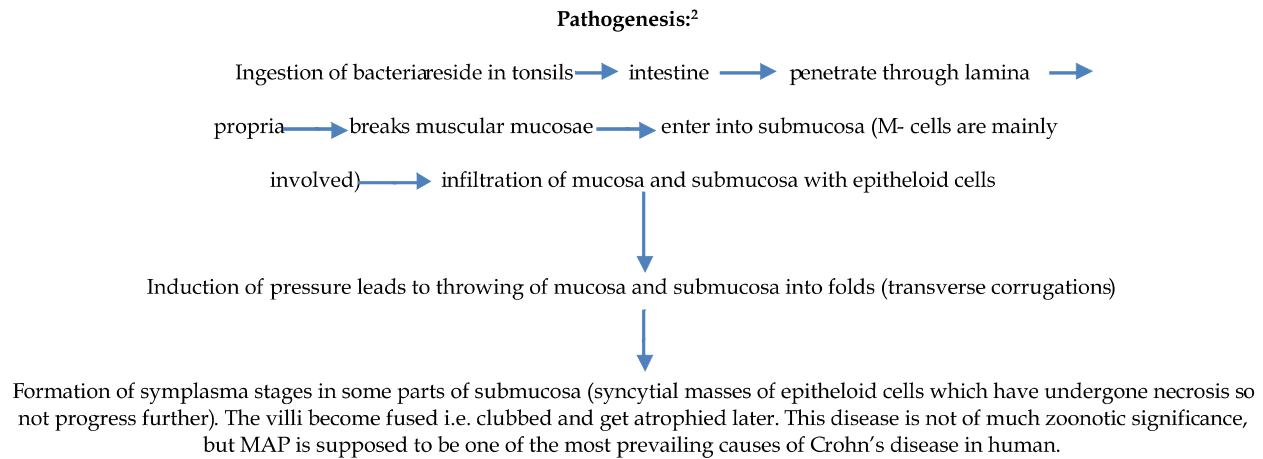 Pathogenesis:2
Ingestion of bacteria reside in tonsils intestine penetrate through lamina
propria breaks muscular mucosae enter into submucosa (M- cells are mainly
involved) infiltration of mucosa and submucosa with epitheloid cells
Induction of pressure leads to throwing of mucosa and submucosa into folds (transverse corrugations)
Formation of symplasma stages in some parts of submucosa (syncytial masses of epitheloid cells which have undergone necrosis so
not progress further). The villi become fused i.e. clubbed and get atrophied later. This disease is not of much zoonotic significance,
but MAP is supposed to be one of the most prevailing causes of Crohn’s disease in human.